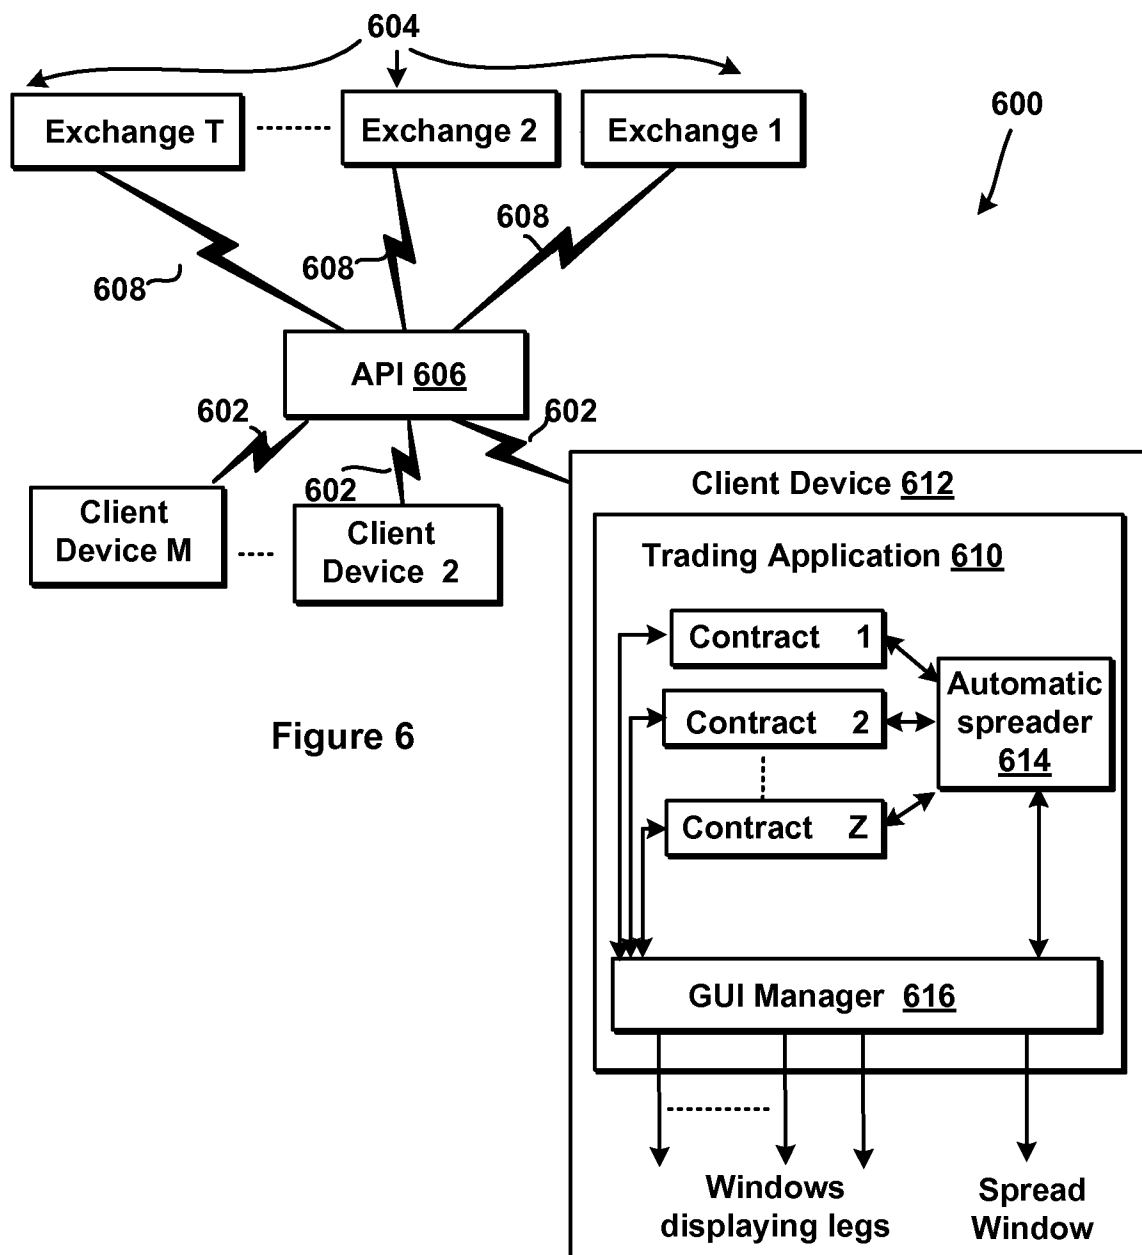 604
Exchange T
Exchange 2
Exchange 1
600
608
608
608
API 606
602
602
602
Client
Device M
Client
Device 2
Client Device 612
Trading Application 610
Contract 1
Contract 2
Contract Z
Automatic
spreader
614
Figure 6
GUI Manager 616
Windows
displaying legs
Spread
Window